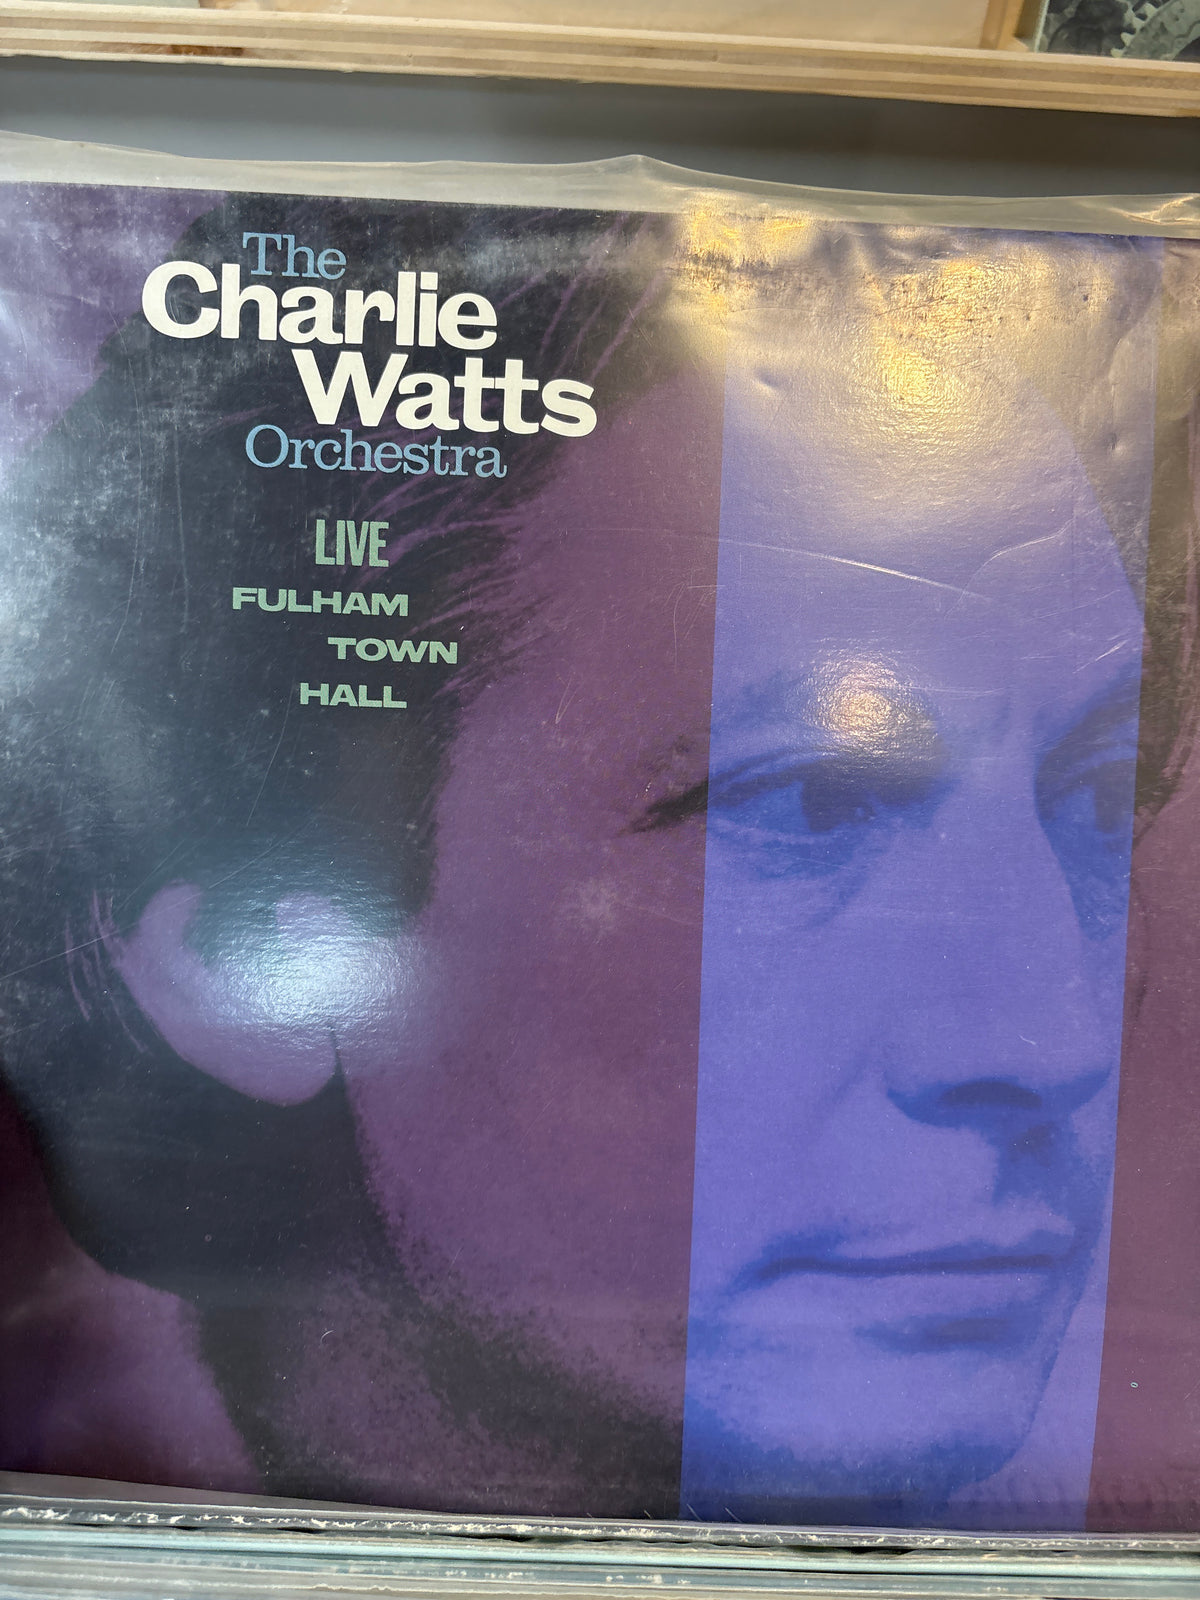 The
Charlie
Watts
Orchestra
LIVE
FULHAM
TOWN
HALL